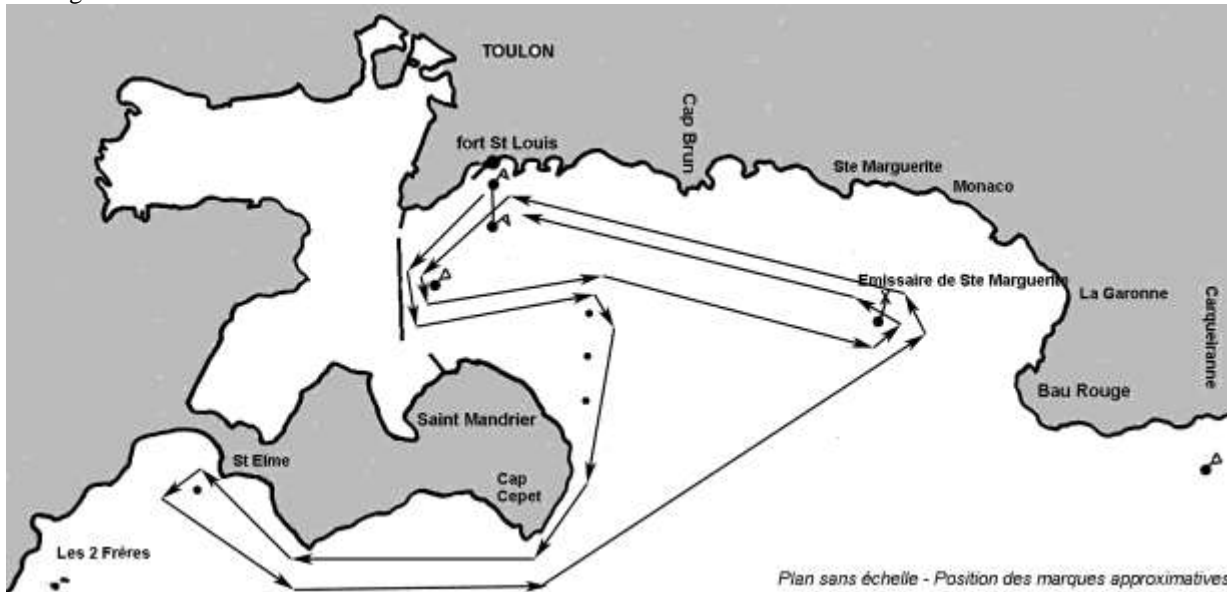 TOULON
fort St Louis
Cap Brun
Ste Marguerite
Monaco
Emissaire de Ste Marguerite
La Garonne
Carqueiranne
Bau Rouge
Saint Mandrier
St Elme
Cap
Cepet
Les 2 Frères
Plan sans échelle - Position des marques approximatives